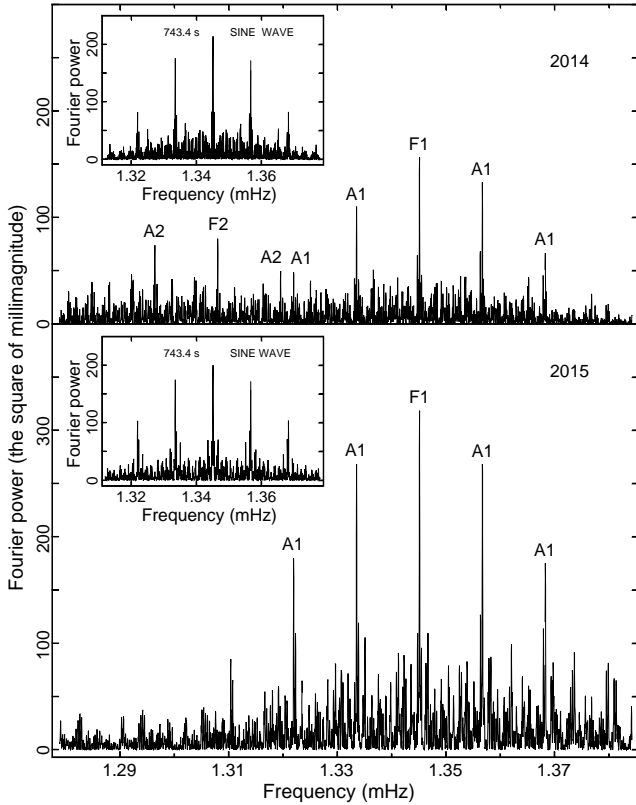 743.4 s SINE WAVE
Fourier power
0 100 200
1.32 1.34 1.36
Frequency (mHz)
2014
F1
A1
A1
A1
A2
F2
A2 A1
0 100 200
743.4 s SINE WAVE
Fourier power
0 100 200
1.32 1.34 1.36
Frequency (mHz)
2015
F1
A1
A1
A1
A1
0 100 200 300
Fourier power (the square of millimagnitude)
1.29 1.31 1.33 1.35 1.37
Frequency (mHz)